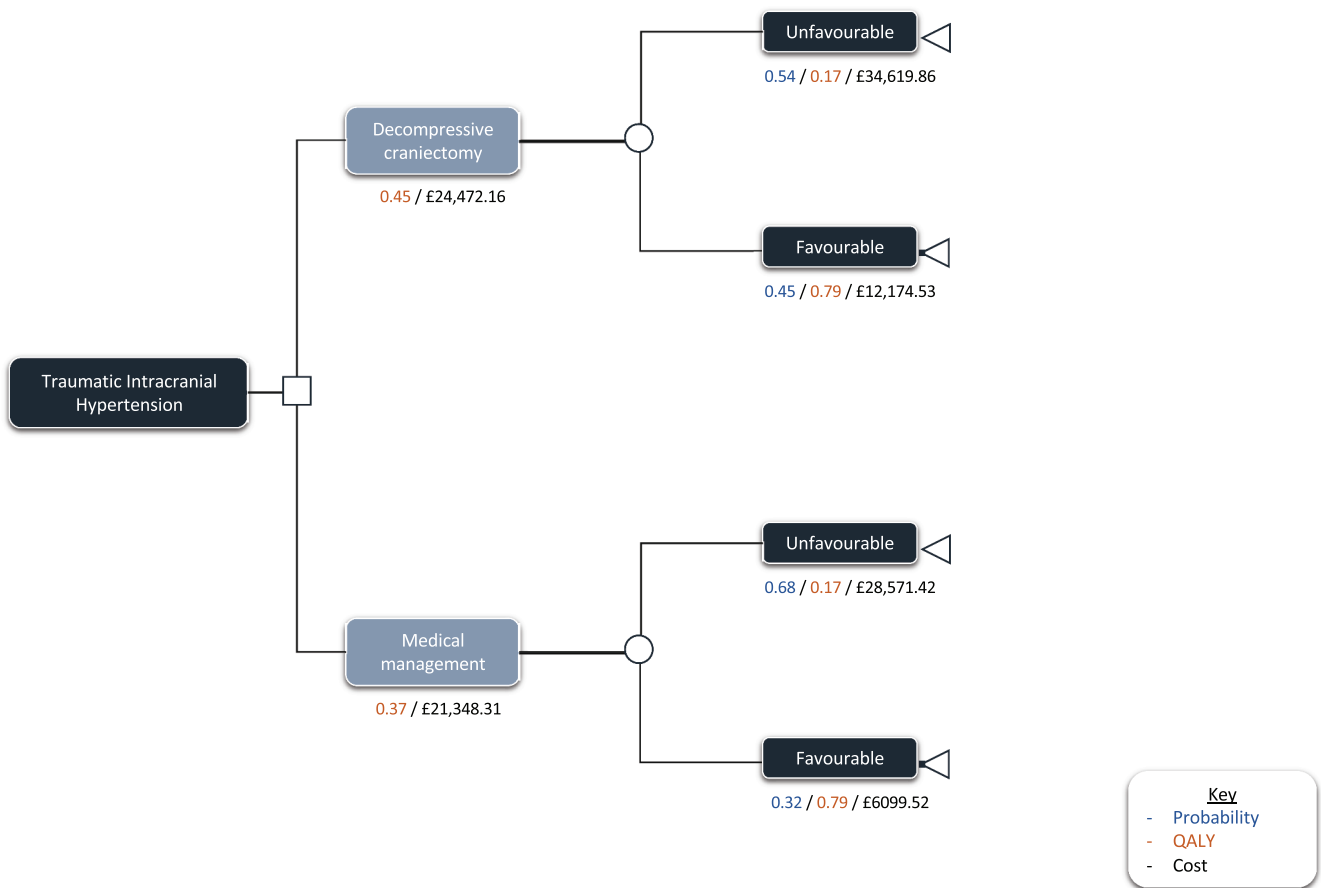 Unfavourable
0.54 / 0.17 / £34,619.86
Decompressive
craniectomy
0.45 / £24,472.16
Favourable
0.45 / 0.79 / £12,174.53
Traumatic Intracranial
Hypertension
Unfavourable
0.68 / 0.17 / £28,571.42
Medical
management
0.37 / £21,348.31
Favourable
0.32 / 0.79 / £6099.52
Key
- Probability
- QALY
- Cost